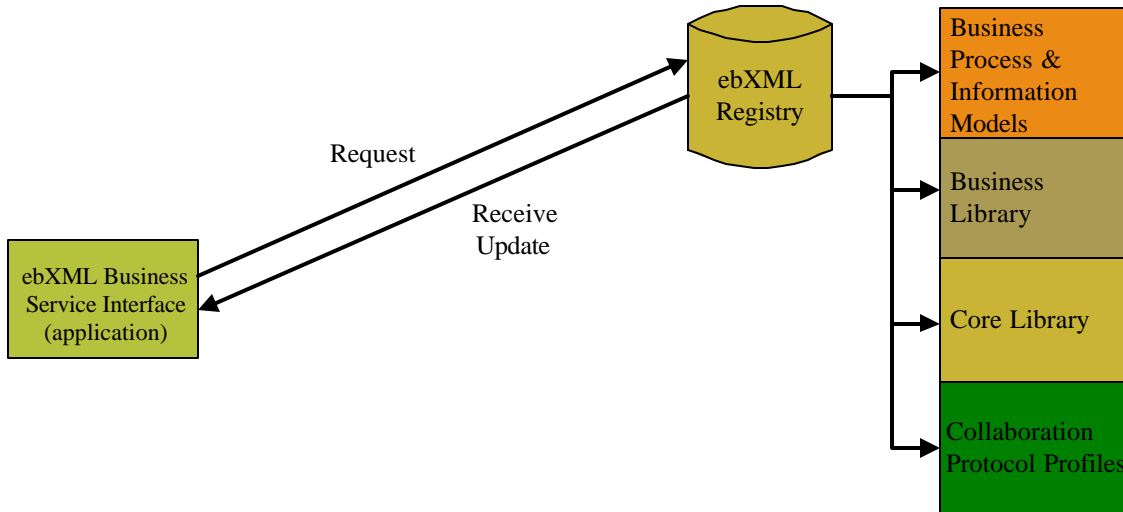 ebXML
Registry
Business
Process &
Information
Models
Business
Library
Core Library
Collaboration
Protocol Profiles
Request
Receive
Update
ebXML Business
Service Interface
(application)